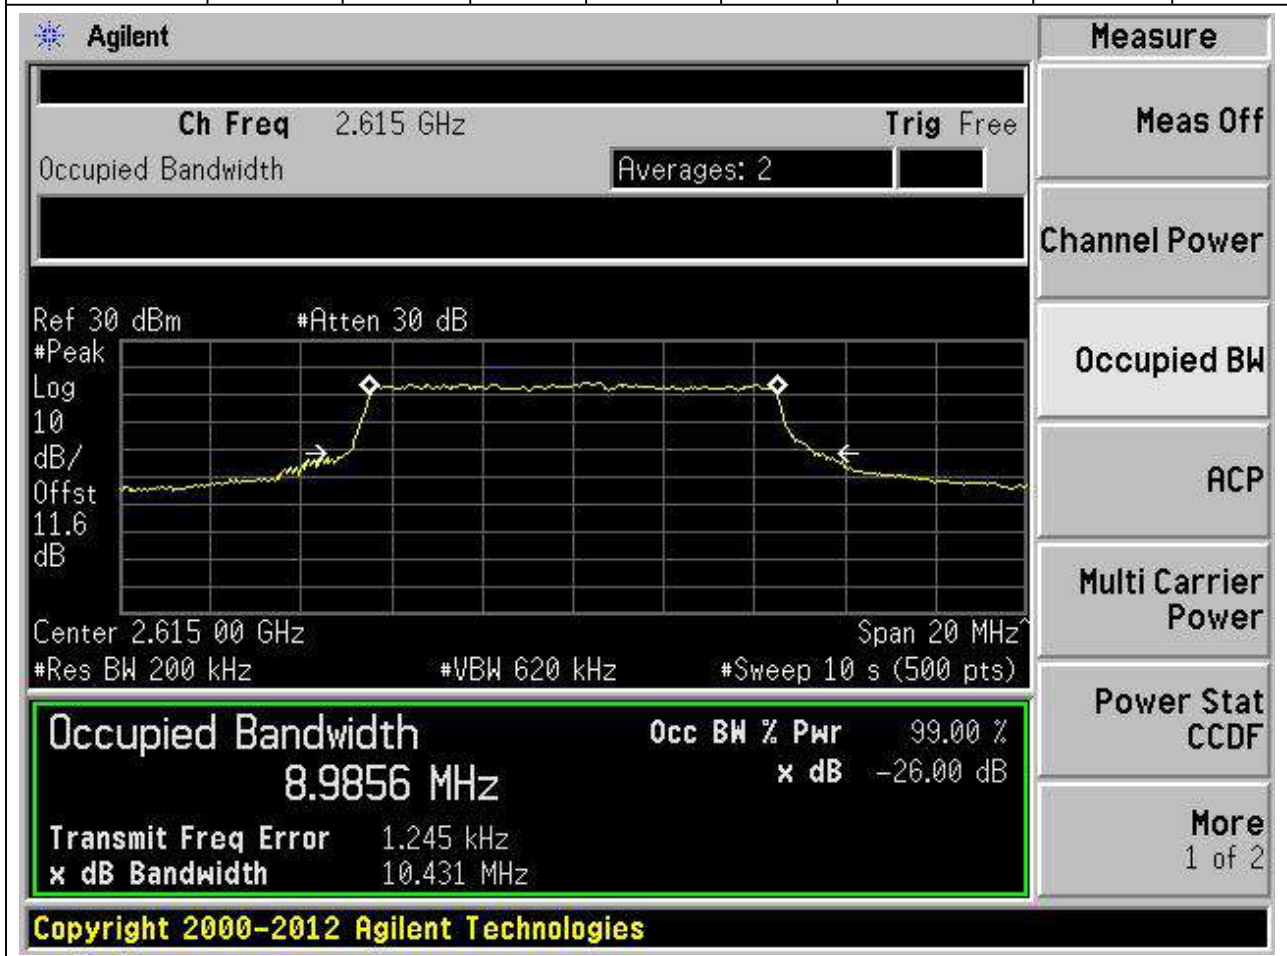 Agilent
Measure
Ch Freq 2.615 GHz
Trig Free
Occupied Bandwidth
Averages: 2
Meas Off
Channel Power
Occupied BW
ACP
Multi Carrier
Power
Power Stat
CCDF
More
1 of 2
Ref 30 dBm #Atten 30 dB
#Peak
Log
10
dB/
Offst
11.6
dB
Center 2.615 00 GHz Span 20 MHz^
#Res BW 200 kHz #VBW 620 kHz #Sweep 10 s (500 pts)
Occupied Bandwidth
8.9856 MHz
Occ BW % Pwr 99.00 %
x dB -26.00 dB
Transmit Freq Error 1.245 kHz
x dB Bandwidth 10.431 MHz
Copyright 2000-2012 Agilent Technologies